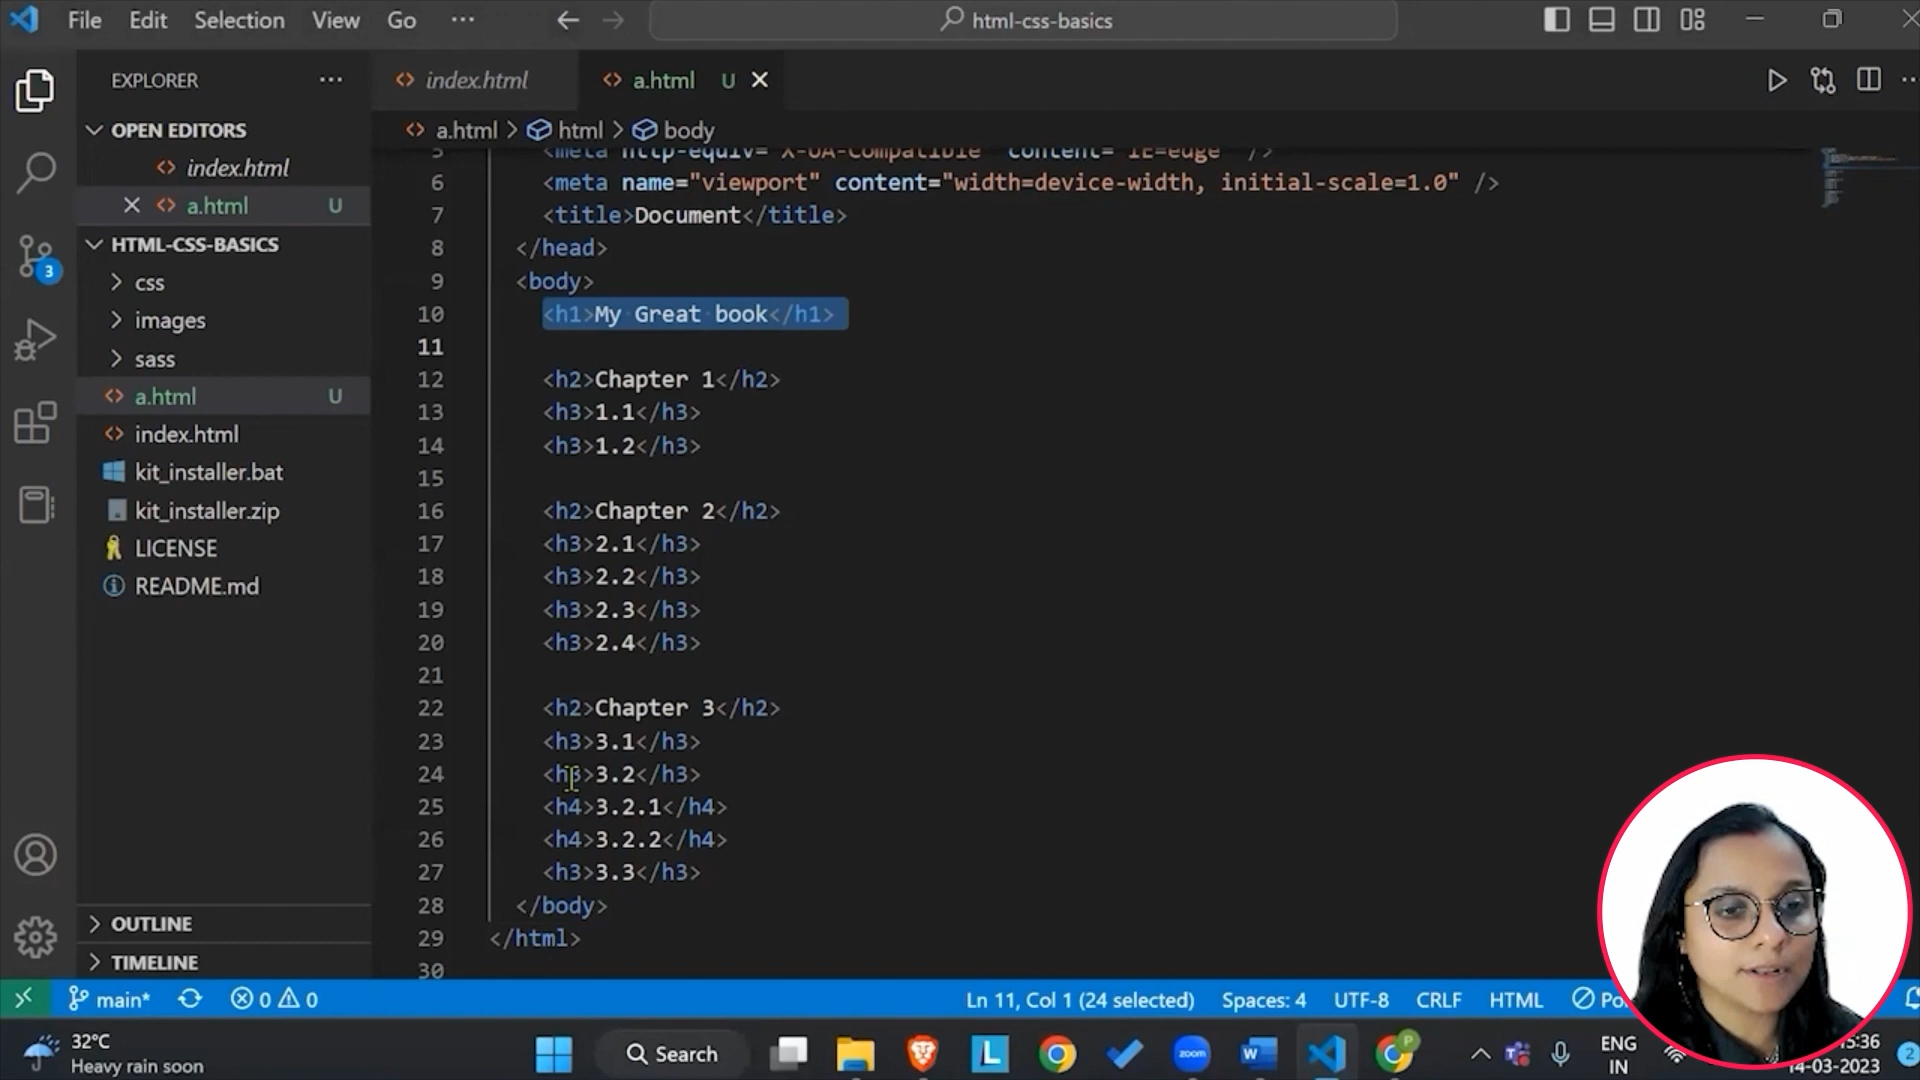 File Edit Selection View Go ··· html-css-basics
EXPLORER ···
index.html
a.html U
OPEN EDITORS
index.html
a.html U
HTML-CSS-BASICS
css
images
sass
a.html U
index.html
kit_installer.bat
kit_installer.zip
LICENSE
README.md
OUTLINE
TIMELINE
3
a.html > html > body
5 <meta http-equiv="X-UA-Compatible" content="IE=edge" />
6 <meta name="viewport" content="width=device-width, initial-scale=1.0" />
7 <title>Document</title>
8 </head>
9 <body>
10 <h1>My Great book</h1>
11
12 <h2>Chapter 1</h2>
13 <h3>1.1</h3>
14 <h3>1.2</h3>
15
16 <h2>Chapter 2</h2>
17 <h3>2.1</h3>
18 <h3>2.2</h3>
19 <h3>2.3</h3>
20 <h3>2.4</h3>
21
22 <h2>Chapter 3</h2>
23 <h3>3.1</h3>
24 <h3>3.2</h3>
25 <h4>3.2.1</h4>
26 <h4>3.2.2</h4>
27 <h3>3.3</h3>
28 </body>
29 </html>
30
main* 0 0 Ln 11, Col 1 (24 selected) Spaces: 4 UTF-8 CRLF HTML
32°C
Heavy rain soon
Search
L
zoom
W
P
ENG
IN
15:36
14-03-2023
2